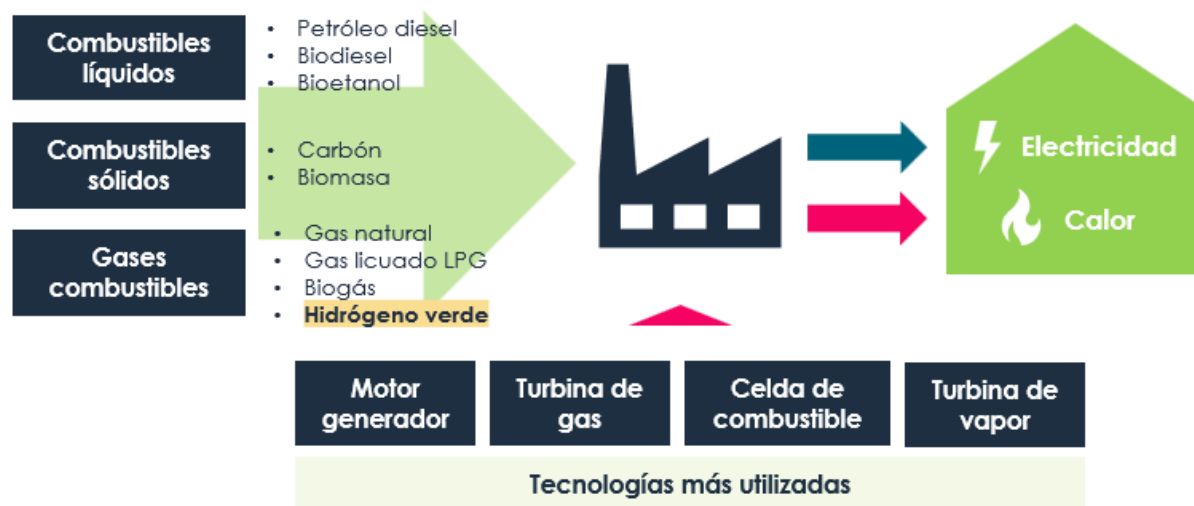 Combustibles
líquidos
• Petróleo diesel
• Biodiesel
• Bioetanol
Combustibles
sólidos
• Carbón
• Biomasa
Gases
combustibles
• Gas natural
• Gas licuado LPG
• Biogás
• Hidrógeno verde
Electricidad
Calor
Motor
generador
Turbina de
gas
Celda de
combustible
Turbina de
vapor
Tecnologías más utilizadas